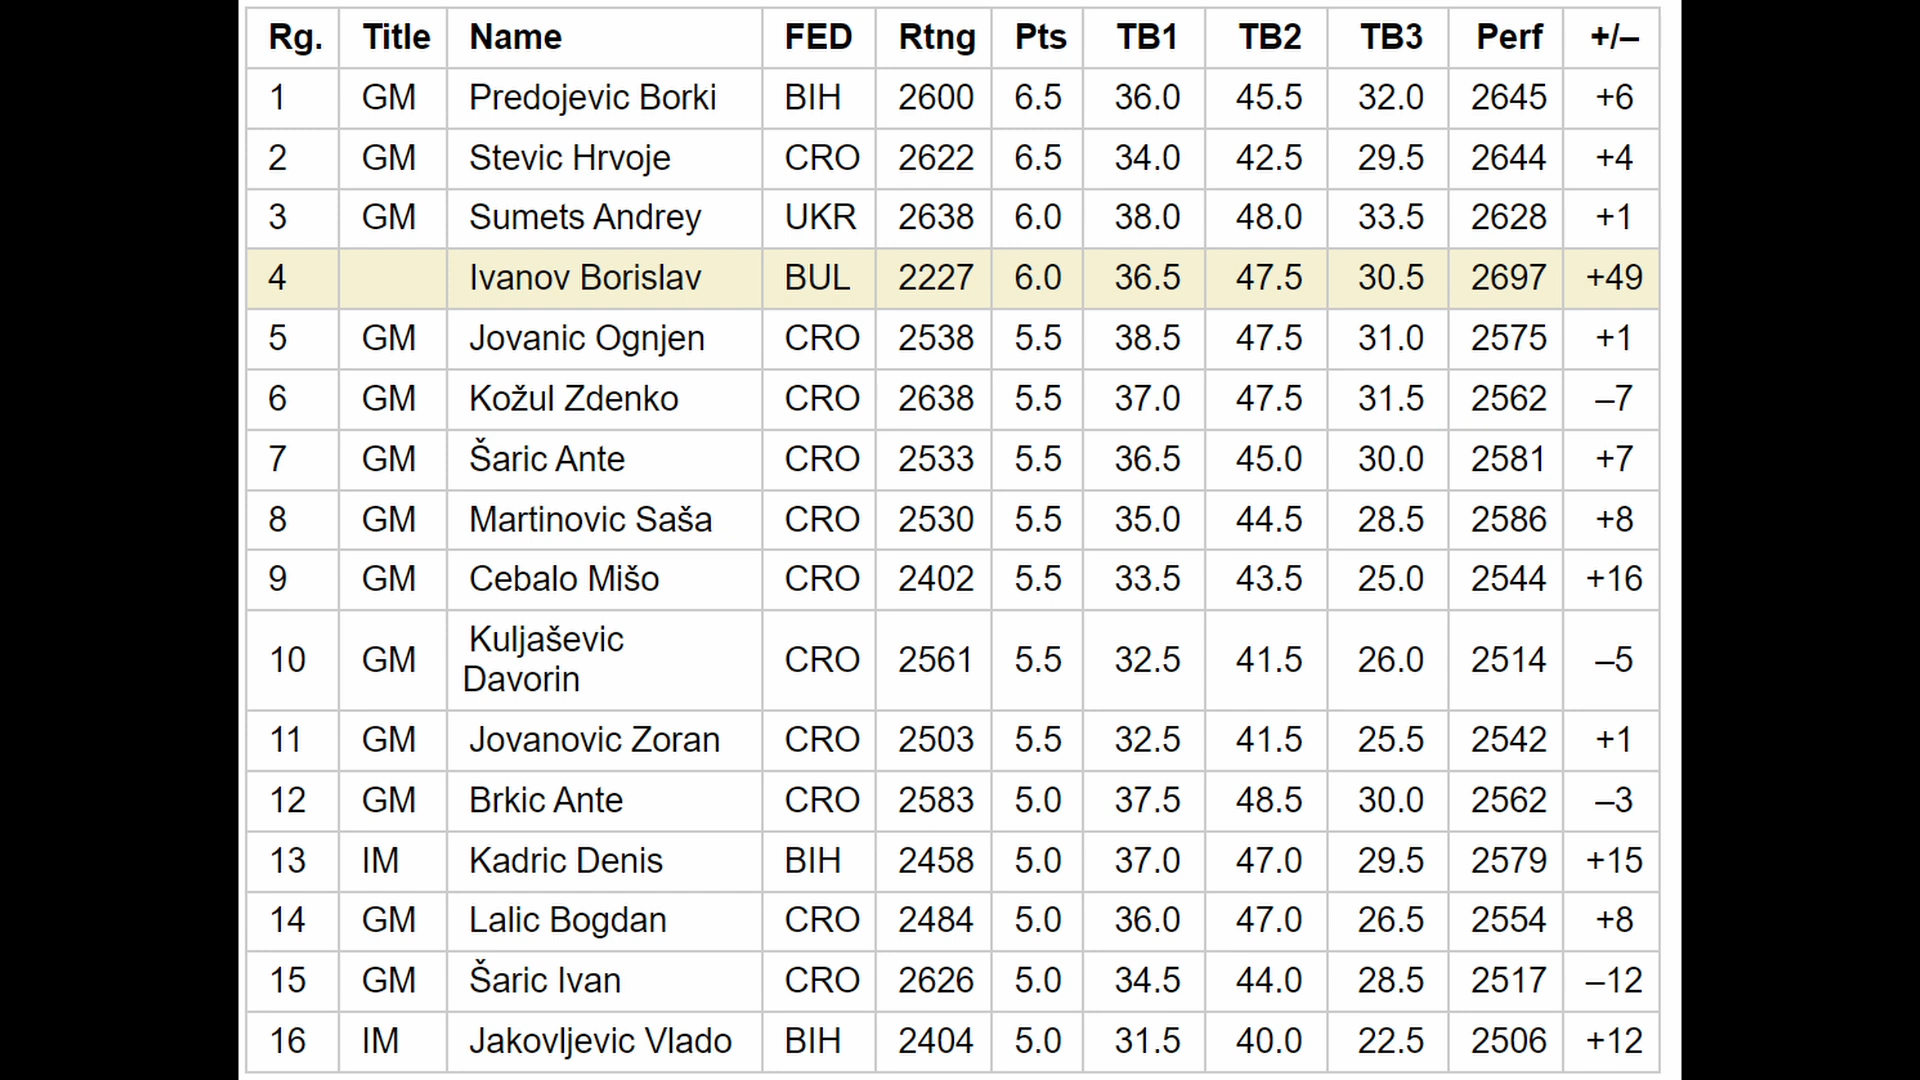 Rg. Title Name FED Rtng Pts TB1 TB2 TB3 Perf +/–
1 GM Predojevic Borki BIH 2600 6.5 36.0 45.5 32.0 2645 +6
2 GM Stevic Hrvoje CRO 2622 6.5 34.0 42.5 29.5 2644 +4
3 GM Sumets Andrey UKR 2638 6.0 38.0 48.0 33.5 2628 +1
4 Ivanov Borislav BUL 2227 6.0 36.5 47.5 30.5 2697 +49
5 GM Jovanic Ognjen CRO 2538 5.5 38.5 47.5 31.0 2575 +1
6 GM Kožul Zdenko CRO 2638 5.5 37.0 47.5 31.5 2562 –7
7 GM Šaric Ante CRO 2533 5.5 36.5 45.0 30.0 2581 +7
8 GM Martinovic Saša CRO 2530 5.5 35.0 44.5 28.5 2586 +8
9 GM Cebalo Mišo CRO 2402 5.5 33.5 43.5 25.0 2544 +16
10 GM Kuljaševic
Davorin CRO 2561 5.5 32.5 41.5 26.0 2514 –5
11 GM Jovanovic Zoran CRO 2503 5.5 32.5 41.5 25.5 2542 +1
12 GM Brkic Ante CRO 2583 5.0 37.5 48.5 30.0 2562 –3
13 IM Kadric Denis BIH 2458 5.0 37.0 47.0 29.5 2579 +15
14 GM Lalic Bogdan CRO 2484 5.0 36.0 47.0 26.5 2554 +8
15 GM Šaric Ivan CRO 2626 5.0 34.5 44.0 28.5 2517 –12
16 IM Jakovljevic Vlado BIH 2404 5.0 31.5 40.0 22.5 2506 +12